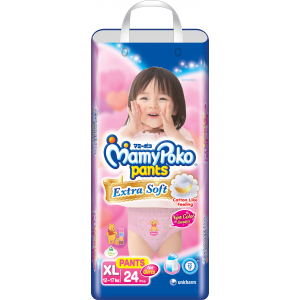 マミーポコ
MamyPoko
pants
Extra Soft
Cotton Like
Feeling
XL
12-17kg
PANTS
24
unicharm